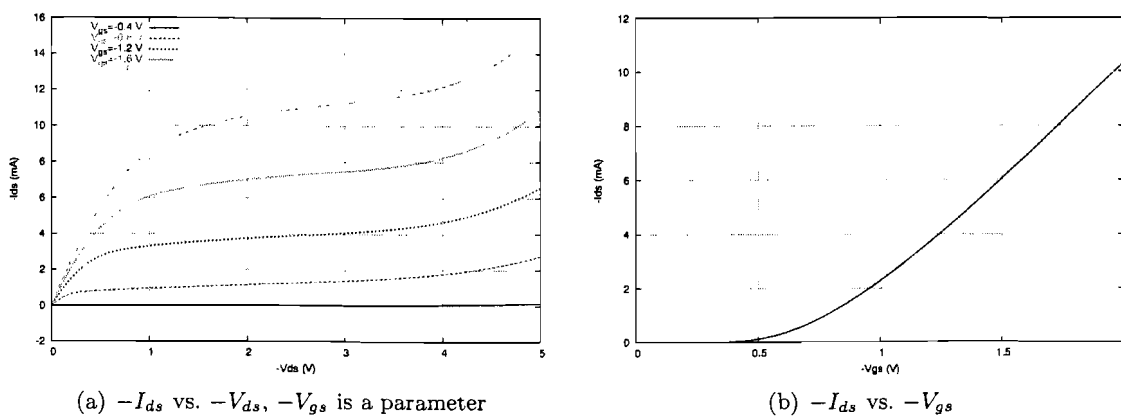 16
14
12
10
8
6
4
2
0
-2
-Ids (mA)
Vgs=-0.4 V
Vgs=-1.2 V
Vgs=-1.6 V
0 1 2 3 4 5
-Vds (V)
(a) −Ids vs. −Vds, −Vgs is a parameter
12
10
8
6
4
2
0
-Ids (mA)
0 0.5 1 1.5
-Vgs (V)
(b) −Ids vs. −Vgs